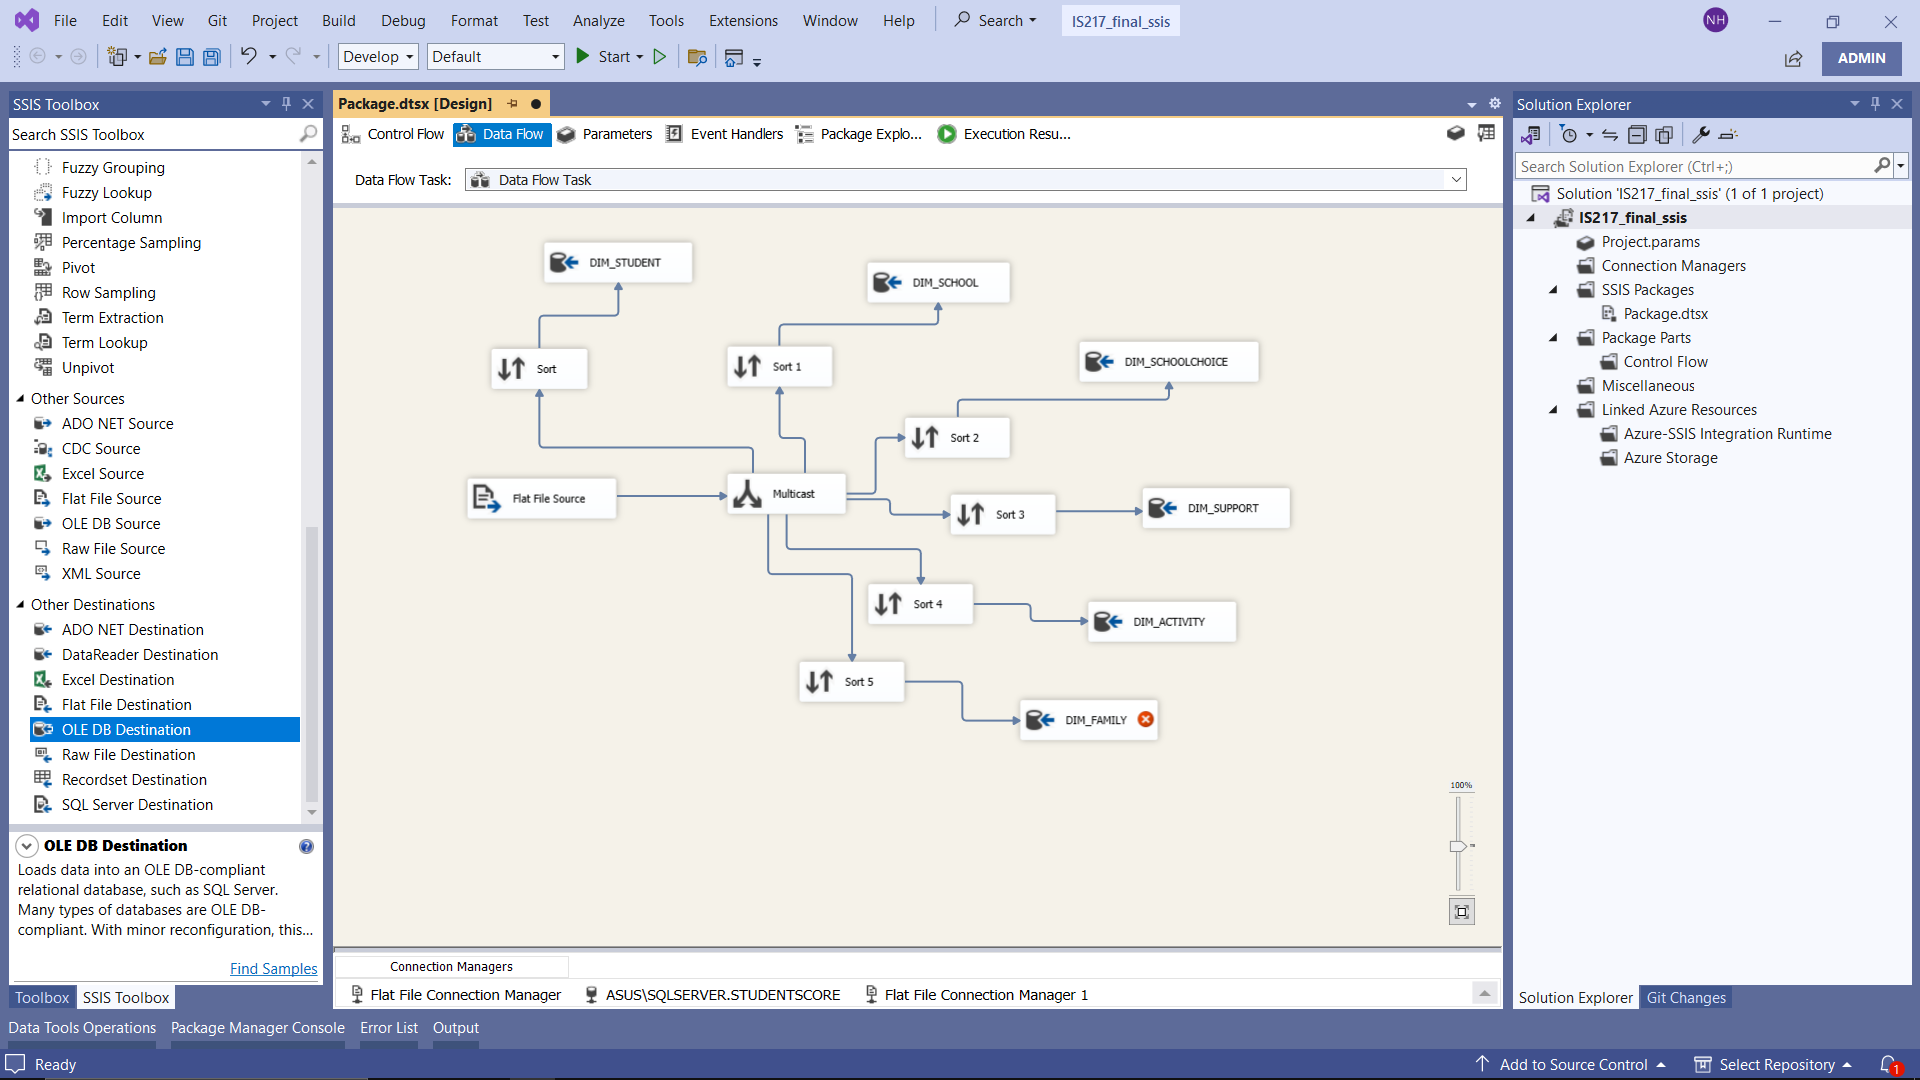 File Edit View Git Project Build Debug Format Test Analyze Tools Extensions Window Help Search IS217_final_ssis NH
Develop Default Start ADMIN
SSIS Toolbox
Search SSIS Toolbox
Fuzzy Grouping
Fuzzy Lookup
Import Column
Percentage Sampling
Pivot
Row Sampling
Term Extraction
Term Lookup
Unpivot
Other Sources
ADO NET Source
CDC Source
Excel Source
Flat File Source
OLE DB Source
Raw File Source
XML Source
Other Destinations
ADO NET Destination
DataReader Destination
Excel Destination
Flat File Destination
OLE DB Destination
Raw File Destination
Recordset Destination
SQL Server Destination
OLE DB Destination
Loads data into an OLE DB-compliant
relational database, such as SQL Server.
Many types of databases are OLE DB-
compliant. With minor reconfiguration, this...
Find Samples
Toolbox SSIS Toolbox
Package.dtsx [Design]
Control Flow Data Flow Parameters Event Handlers Package Explo... Execution Resu...
Data Flow Task: Data Flow Task
DIM_STUDENT
DIM_SCHOOL
Sort
Sort 1
DIM_SCHOOLCHOICE
Sort 2
Flat File Source
Multicast
Sort 3
DIM_SUPPORT
Sort 4
DIM_ACTIVITY
Sort 5
DIM_FAMILY
100%
Connection Managers
Flat File Connection Manager ASUS\SQLSERVER.STUDENTSCORE Flat File Connection Manager 1
Solution Explorer
Search Solution Explorer (Ctrl+;)
Solution 'IS217_final_ssis' (1 of 1 project)
IS217_final_ssis
Project.params
Connection Managers
SSIS Packages
Package.dtsx
Package Parts
Control Flow
Miscellaneous
Linked Azure Resources
Azure-SSIS Integration Runtime
Azure Storage
Solution Explorer Git Changes
Data Tools Operations Package Manager Console Error List Output
Ready Add to Source Control Select Repository 1